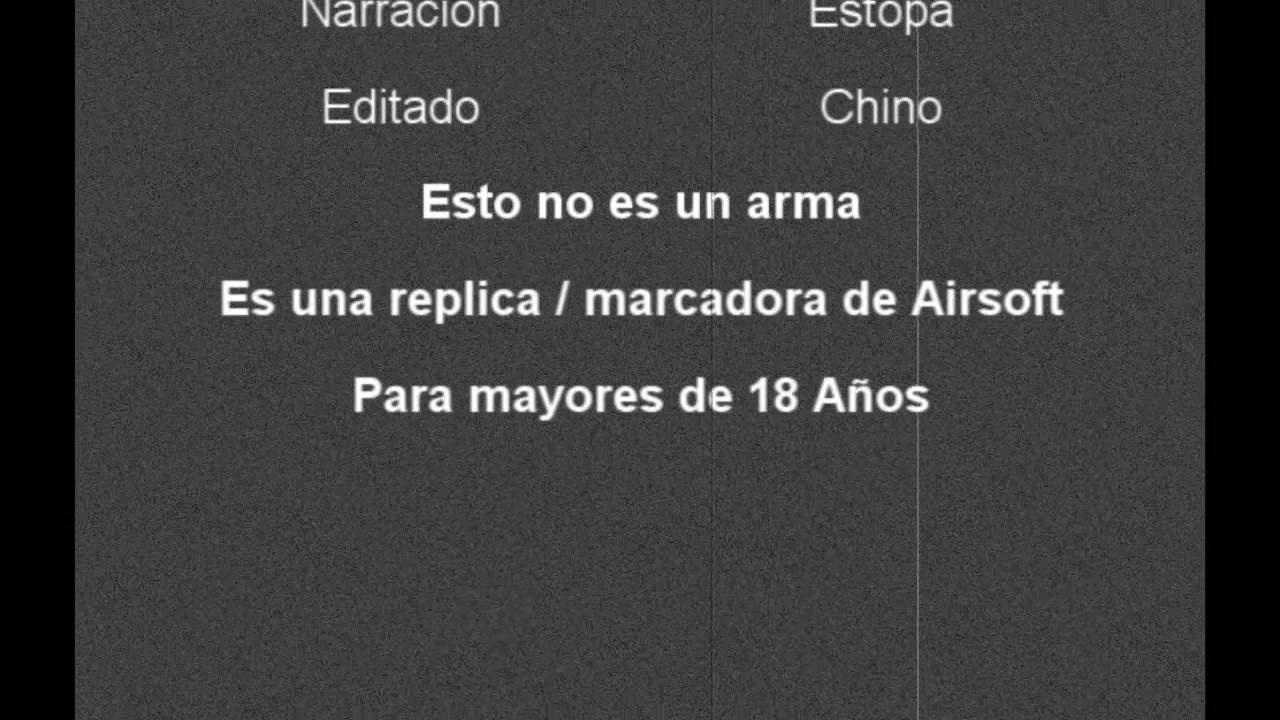 Narración Estopa
Editado Chino
Esto no es un arma
Es una replica / marcadora de Airsoft
Para mayores de 18 Años